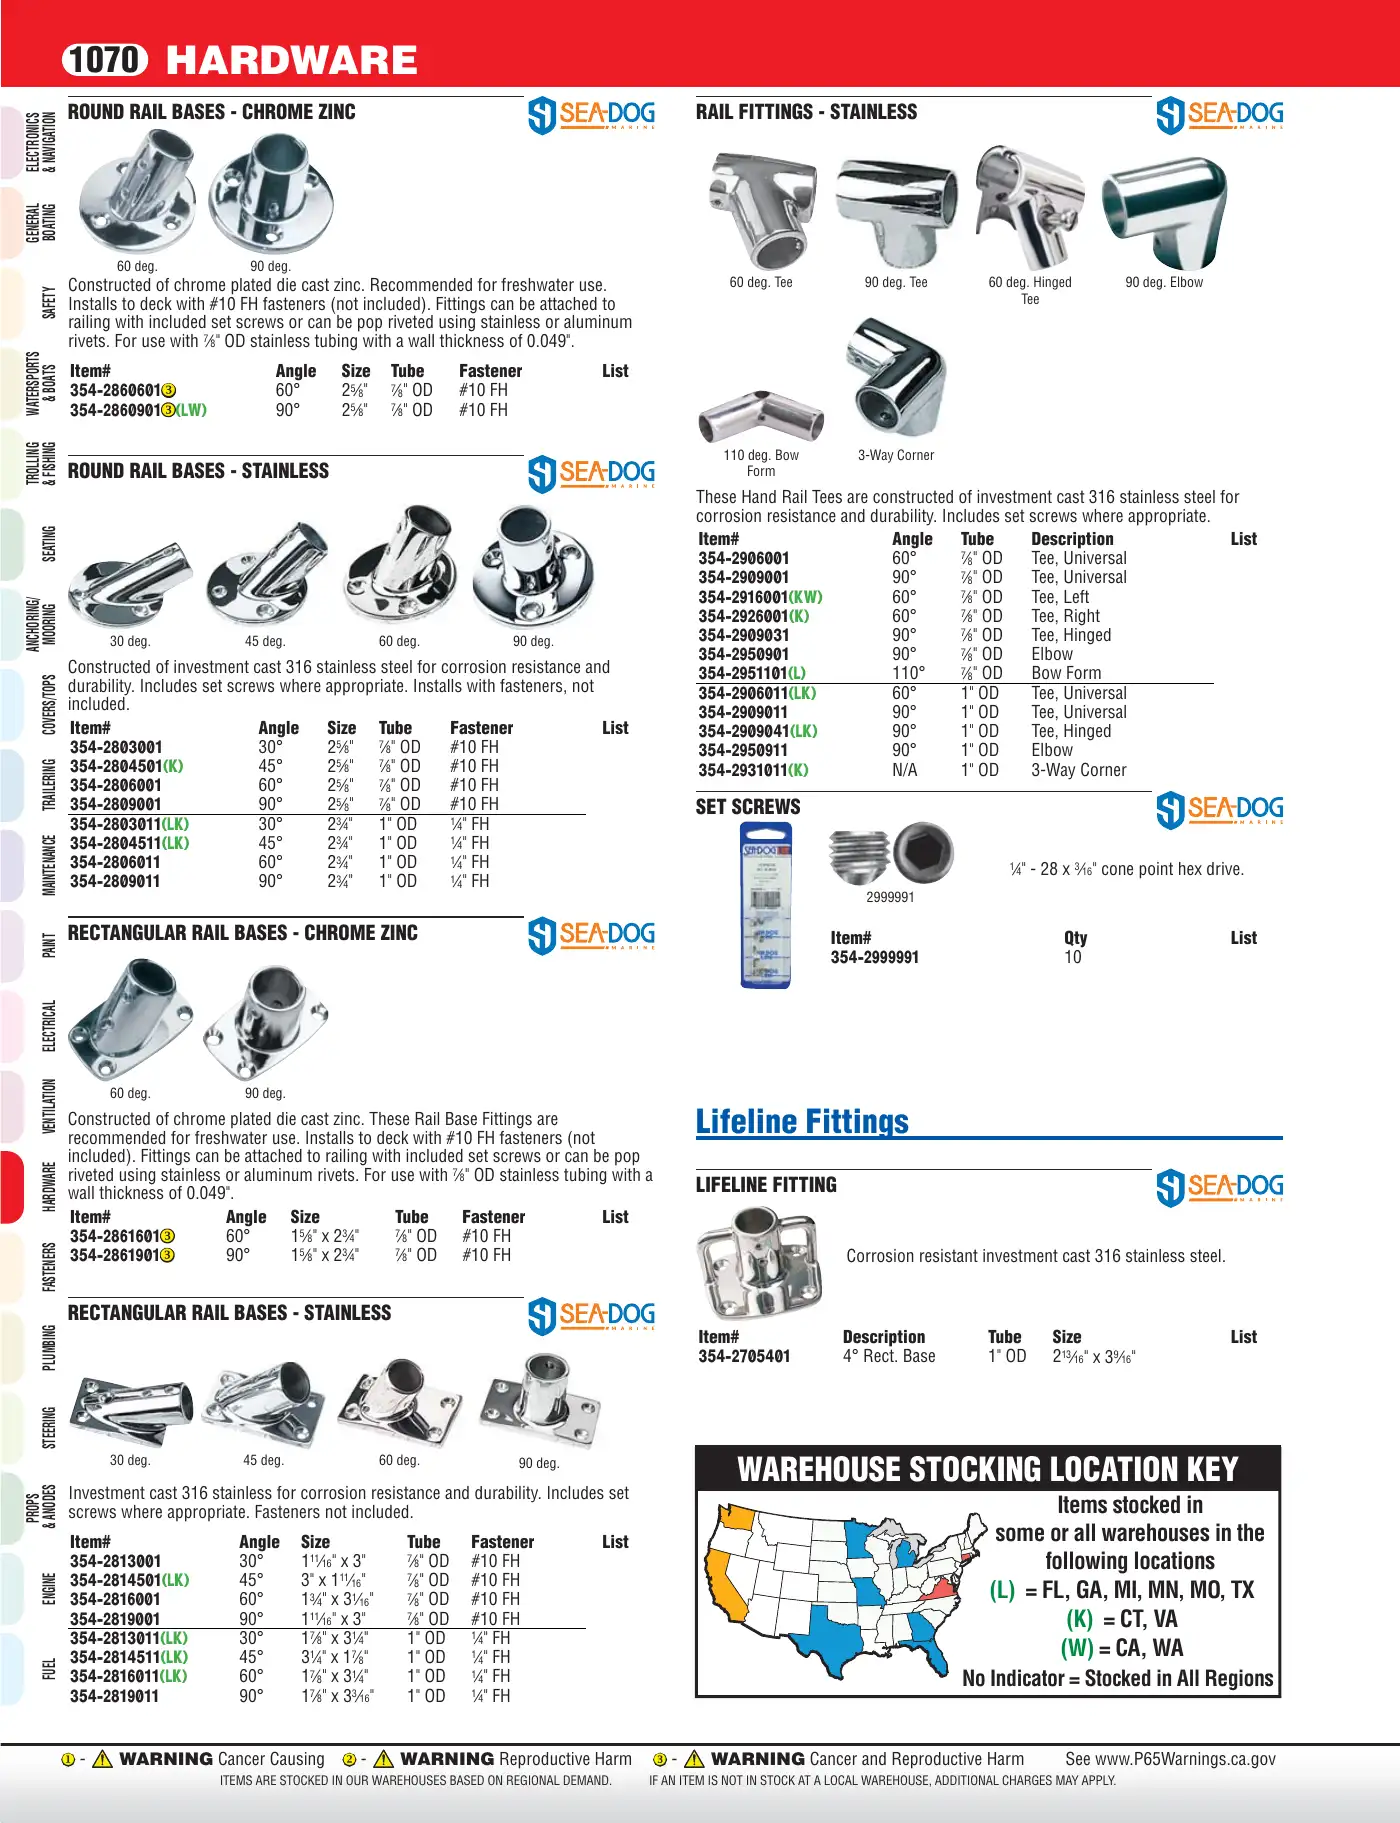 1070 HARDWARE
ELECTRONICS & NAVIGATION
GENERAL BOATING
SAFETY
WATERSPORTS & BOATS
TROLLING & FISHING
SEATING
ANCHORING/ MOORING
COVERS/TOPS
TRAILERING
MAINTENANCE
PAINT
ELECTRICAL
VENTILATION
HARDWARE
FASTENERS
PLUMBING
STEERING
PROPS & ANODES
ENGINE
FUEL
ROUND RAIL BASES - CHROME ZINC
SEA-DOG
MARINE
60 deg. 90 deg.
Constructed of chrome plated die cast zinc. Recommended for freshwater use.
Installs to deck with #10 FH fasteners (not included). Fittings can be attached to
railing with included set screws or can be pop riveted using stainless or aluminum
rivets. For use with 7⁄8" OD stainless tubing with a wall thickness of 0.049".
Item# Angle Size Tube Fastener List
354-2860601 3 60° 25⁄8" 7⁄8" OD #10 FH
354-2860901 3 (LW) 90° 25⁄8" 7⁄8" OD #10 FH
ROUND RAIL BASES - STAINLESS
SEA-DOG
MARINE
30 deg. 45 deg. 60 deg. 90 deg.
Constructed of investment cast 316 stainless steel for corrosion resistance and
durability. Includes set screws where appropriate. Installs with fasteners, not
included.
Item# Angle Size Tube Fastener List
354-2803001 30° 25⁄8" 7⁄8" OD #10 FH
354-2804501(K) 45° 25⁄8" 7⁄8" OD #10 FH
354-2806001 60° 25⁄8" 7⁄8" OD #10 FH
354-2809001 90° 25⁄8" 7⁄8" OD #10 FH
354-2803011(LK) 30° 23⁄4" 1" OD 1⁄4" FH
354-2804511(LK) 45° 23⁄4" 1" OD 1⁄4" FH
354-2806011 60° 23⁄4" 1" OD 1⁄4" FH
354-2809011 90° 23⁄4" 1" OD 1⁄4" FH
RECTANGULAR RAIL BASES - CHROME ZINC
SEA-DOG
MARINE
60 deg. 90 deg.
Constructed of chrome plated die cast zinc. These Rail Base Fittings are
recommended for freshwater use. Installs to deck with #10 FH fasteners (not
included). Fittings can be attached to railing with included set screws or can be pop
riveted using stainless or aluminum rivets. For use with 7⁄8" OD stainless tubing with a
wall thickness of 0.049".
Item# Angle Size Tube Fastener List
354-2861601 3 60° 15⁄8" x 23⁄4" 7⁄8" OD #10 FH
354-2861901 3 90° 15⁄8" x 23⁄4" 7⁄8" OD #10 FH
RECTANGULAR RAIL BASES - STAINLESS
SEA-DOG
MARINE
30 deg. 45 deg. 60 deg. 90 deg.
Investment cast 316 stainless for corrosion resistance and durability. Includes set
screws where appropriate. Fasteners not included.
Item# Angle Size Tube Fastener List
354-2813001 30° 111⁄16" x 3" 7⁄8" OD #10 FH
354-2814501(LK) 45° 3" x 111⁄16" 7⁄8" OD #10 FH
354-2816001 60° 13⁄4" x 31⁄16" 7⁄8" OD #10 FH
354-2819001 90° 111⁄16" x 3" 7⁄8" OD #10 FH
354-2813011(LK) 30° 17⁄8" x 31⁄4" 1" OD 1⁄4" FH
354-2814511(LK) 45° 31⁄4" x 17⁄8" 1" OD 1⁄4" FH
354-2816011(LK) 60° 17⁄8" x 31⁄4" 1" OD 1⁄4" FH
354-2819011 90° 17⁄8" x 33⁄16" 1" OD 1⁄4" FH
RAIL FITTINGS - STAINLESS
SEA-DOG
MARINE
60 deg. Tee 90 deg. Tee 60 deg. Hinged Tee 90 deg. Elbow
110 deg. Bow Form 3-Way Corner
These Hand Rail Tees are constructed of investment cast 316 stainless steel for
corrosion resistance and durability. Includes set screws where appropriate.
Item# Angle Tube Description List
354-2906001 60° 7⁄8" OD Tee, Universal
354-2909001 90° 7⁄8" OD Tee, Universal
354-2916001(KW) 60° 7⁄8" OD Tee, Left
354-2926001(K) 60° 7⁄8" OD Tee, Right
354-2909031 90° 7⁄8" OD Tee, Hinged
354-2950901 90° 7⁄8" OD Elbow
354-2951101(L) 110° 7⁄8" OD Bow Form
354-2906011(LK) 60° 1" OD Tee, Universal
354-2909011 90° 1" OD Tee, Universal
354-2909041(LK) 90° 1" OD Tee, Hinged
354-2950911 90° 1" OD Elbow
354-2931011(K) N/A 1" OD 3-Way Corner
SET SCREWS
SEA-DOG
MARINE
SEA-DOG
2999991
1⁄4" - 28 x 3⁄16" cone point hex drive.
Item# Qty List
354-2999991 10
Lifeline Fittings
LIFELINE FITTING
SEA-DOG
MARINE
Corrosion resistant investment cast 316 stainless steel.
Item# Description Tube Size List
354-2705401 4° Rect. Base 1" OD 213⁄16" x 39⁄16"
WAREHOUSE STOCKING LOCATION KEY
Items stocked in
some or all warehouses in the
following locations
(L) = FL, GA, MI, MN, MO, TX
(K) = CT, VA
(W) = CA, WA
No Indicator = Stocked in All Regions
1 - WARNING Cancer Causing 2 - WARNING Reproductive Harm 3 - WARNING Cancer and Reproductive Harm See www.P65Warnings.ca.gov
ITEMS ARE STOCKED IN OUR WAREHOUSES BASED ON REGIONAL DEMAND. IF AN ITEM IS NOT IN STOCK AT A LOCAL WAREHOUSE, ADDITIONAL CHARGES MAY APPLY.